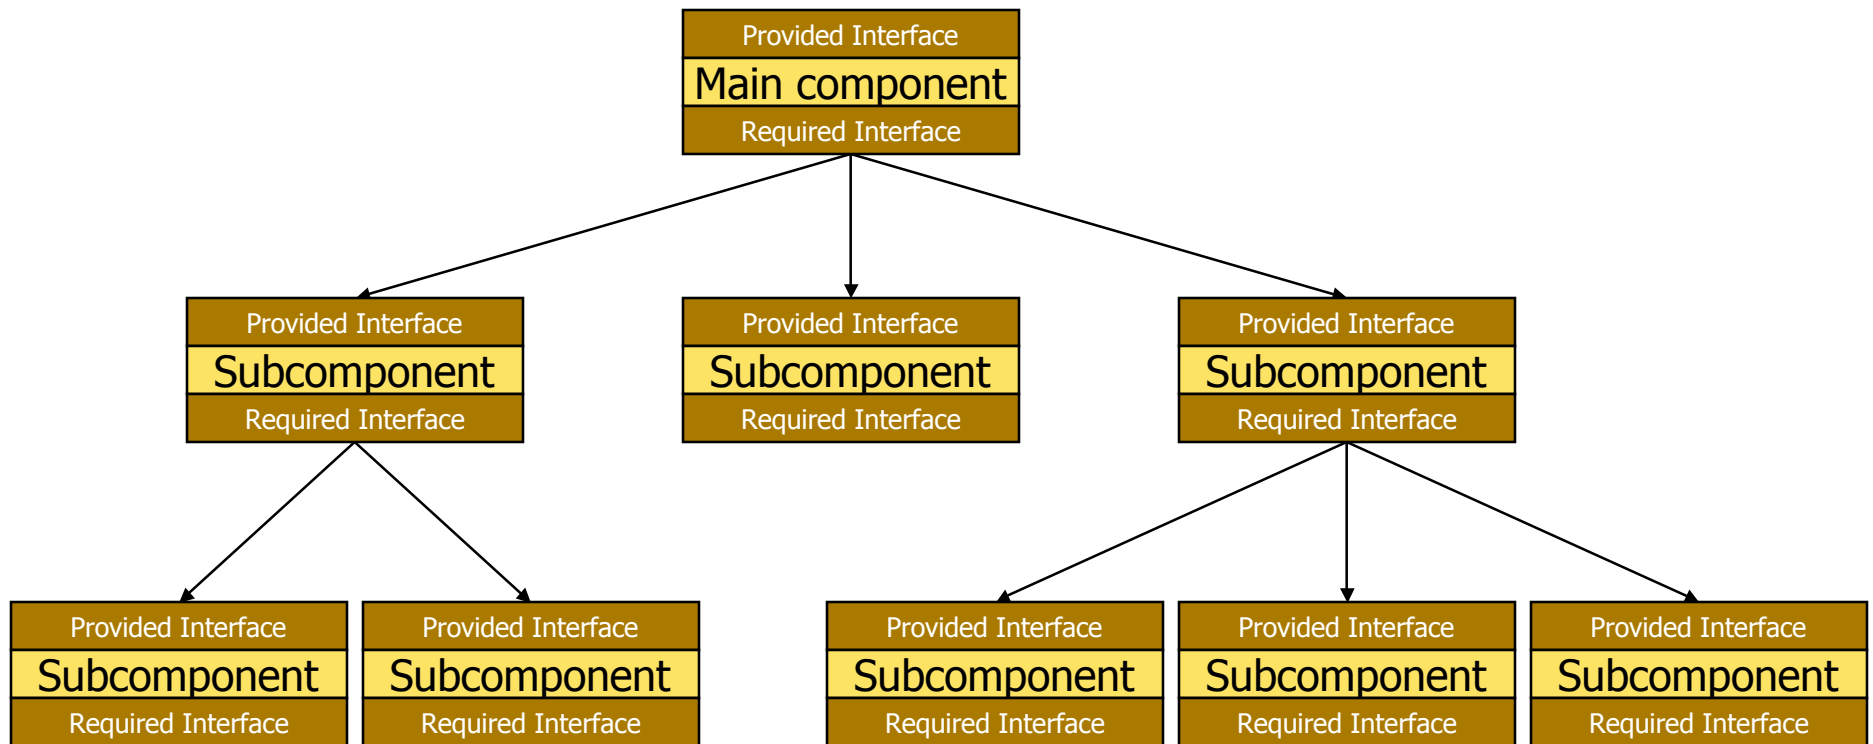 Provided Interface
Main component
Required Interface
Provided Interface
Subcomponent
Required Interface
Provided Interface
Subcomponent
Required Interface
Provided Interface
Subcomponent
Required Interface
Provided Interface
Subcomponent
Required Interface
Provided Interface
Subcomponent
Required Interface
Provided Interface
Subcomponent
Required Interface
Provided Interface
Subcomponent
Required Interface
Provided Interface
Subcomponent
Required Interface